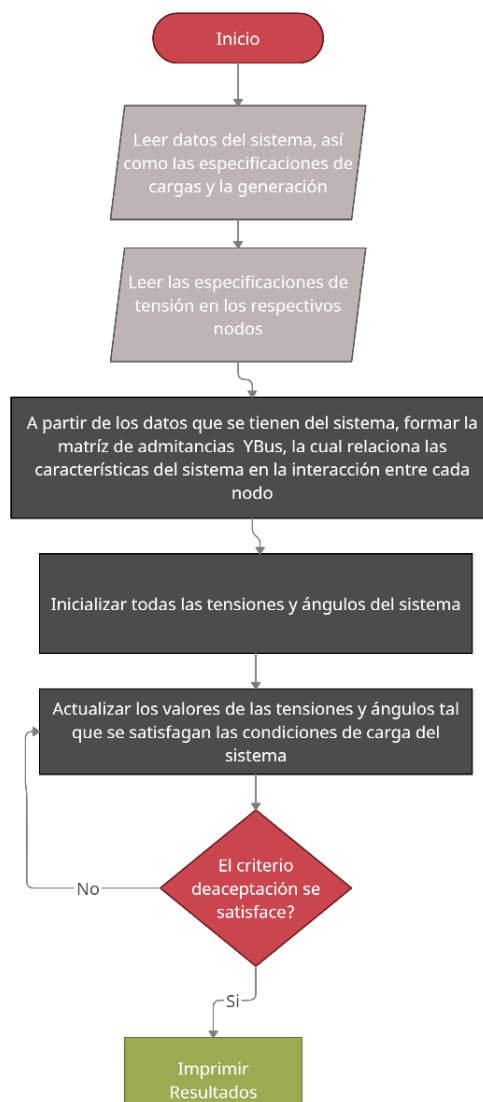 Inicio
Leer datos del sistema, así
como las especificaciones de
cargas y la generación
Leer las especificaciones de
tensión en los respectivos
nodos
A partir de los datos que se tienen del sistema, formar la
matríz de admitancias YBus, la cual relaciona las
características del sistema en la interacción entre cada
nodo
Inicializar todas las tensiones y ángulos del sistema
Actualizar los valores de las tensiones y ángulos tal
que se satisfagan las condiciones de carga del
sistema
El criterio
deaceptación se
satisface?
No
Si
Imprimir
Resultados